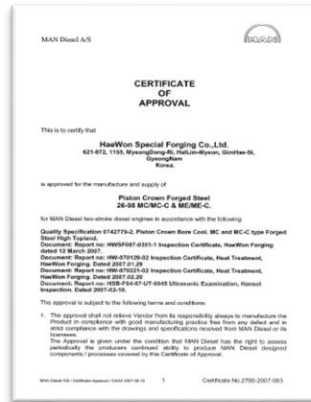 MAN Diesel A/S
MAN
CERTIFICATE
OF
APPROVAL
This is to certify that
HaeWon Special Forging Co.,Ltd.
621-872, 1155, MyeongDong-Ri, HalLim-Myeon, GimHae-Si,
GyeongNam
Korea.
is approved for the manufacture and supply of
Piston Crown Forged Steel
26-98 MC/MC-C & ME/ME-C.
for MAN Diesel two-stroke diesel engines in accordance with the following
Quality Specification 0742775-2, Piston Crown Bore Cool. MC and MC-C type Forged
Steel High Topland.
Document: Report no: HWSF087-0301-1 Inspection Certificate, HaeWon Forging
dated 12 March 2007.
Document: Report no: HW-070129-02 Inspection Certificate, Heat Treatment,
HaeWon Forging. Dated 2007.01.29
Document: Report no: HW-070221-02 Inspection Certificate, Heat Treatment,
HaeWon Forging. Dated 2007.02.20
Document: Report no: HSB-F04-07-UT-0045 Ultrasonic Examination, Hansol
Inspection. Dated 2007-02-10.
The approval is subject to the following terms and conditions
1. The approval shall not relieve Vendor from its responsibility always to manufacture the
Product in compliance with good manufacturing practice free from any defect and in
strict compliance with the drawings and specifications received from MAN Diesel or its
licensees.
The Approval is given under the condition that MAN Diesel has the right to assess
periodically the producers continued ability to produce MAN Diesel designed
components / processes covered by this Certificate of Approval.
MAN Diesel A/S / Certificate Approval
1
Certificate No.2700-2007-083.